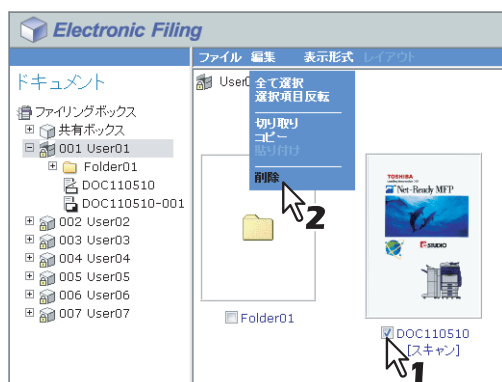 Electronic Filing
ファイル 編集 表示形式 レイアウト
ドキュメント
ファイリングボックス
共有ボックス
001 User01
Folder01
DOC110510
DOC110510-001
002 User02
003 User03
004 User04
005 User05
006 User06
007 User07
User
全て選択
選択項目反転
切り取り
コピー
貼り付け
削除
2
Folder01
TOSHIBA
Net-Ready MFP
e-STUDIO
DOC110510
[スキャン]
1